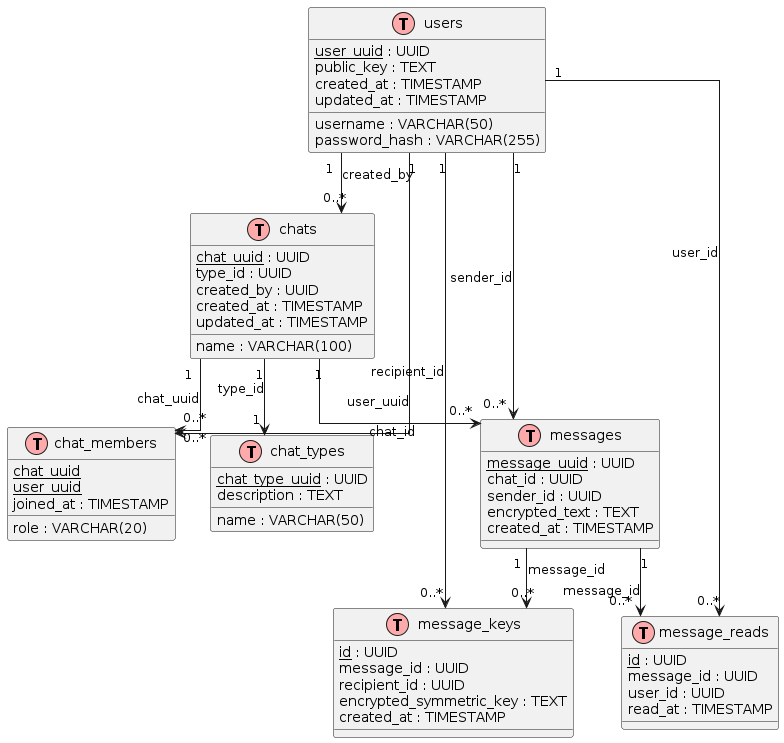 T users
user_uuid : UUID
public_key : TEXT
created_at : TIMESTAMP
updated_at : TIMESTAMP
username : VARCHAR(50)
password_hash : VARCHAR(255)
1
1
created_by
0..*
1
1
1
sender_id
user_id
T chats
chat_uuid : UUID
type_id : UUID
created_by : UUID
created_at : TIMESTAMP
updated_at : TIMESTAMP
name : VARCHAR(100)
1
chat_uuid
0..*
1
type_id
1
1
recipient_id
user_uuid
0..*
0..*
chat_id
0..*
T chat_members
chat_uuid
user_uuid
joined_at : TIMESTAMP
role : VARCHAR(20)
T chat_types
chat_type_uuid : UUID
description : TEXT
name : VARCHAR(50)
T messages
message_uuid : UUID
chat_id : UUID
sender_id : UUID
encrypted_text : TEXT
created_at : TIMESTAMP
1
message_id
0..*
1
message_id
0..*
0..*
0..*
T message_keys
id : UUID
message_id : UUID
recipient_id : UUID
encrypted_symmetric_key : TEXT
created_at : TIMESTAMP
T message_reads
id : UUID
message_id : UUID
user_id : UUID
read_at : TIMESTAMP